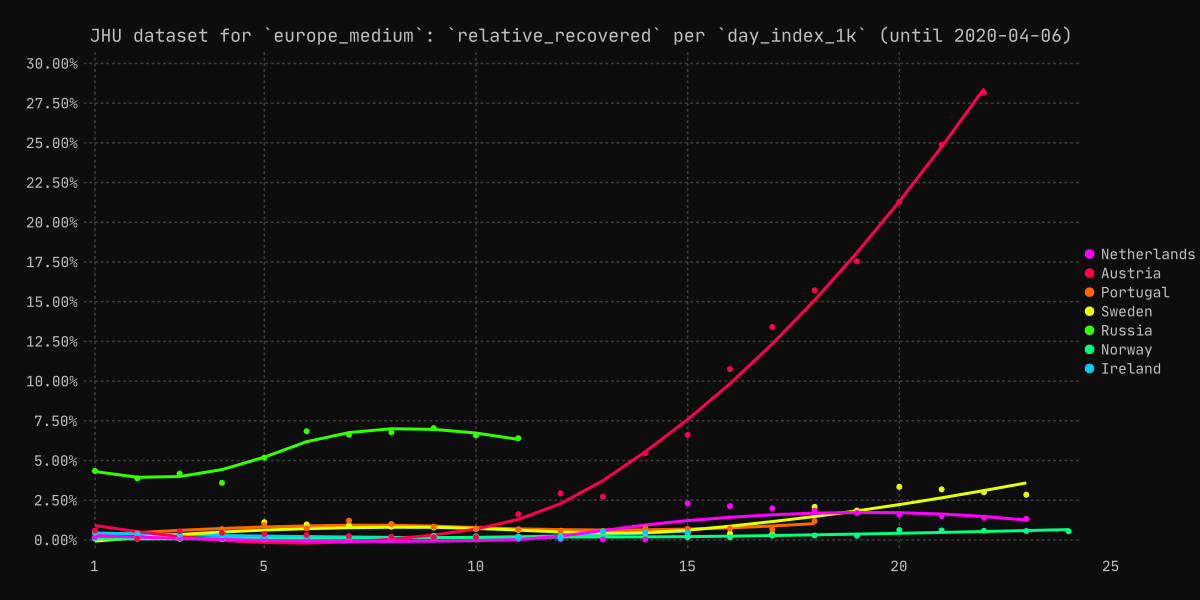 JHU dataset for `europe_medium`: `relative_recovered` per `day_index_1k` (until 2020-04-06)
30.00%
27.50%
25.00%
22.50%
20.00%
17.50%
15.00%
12.50%
10.00%
7.50%
5.00%
2.50%
0.00%
1 5 10 15 20 25
Netherlands
Austria
Portugal
Sweden
Russia
Norway
Ireland